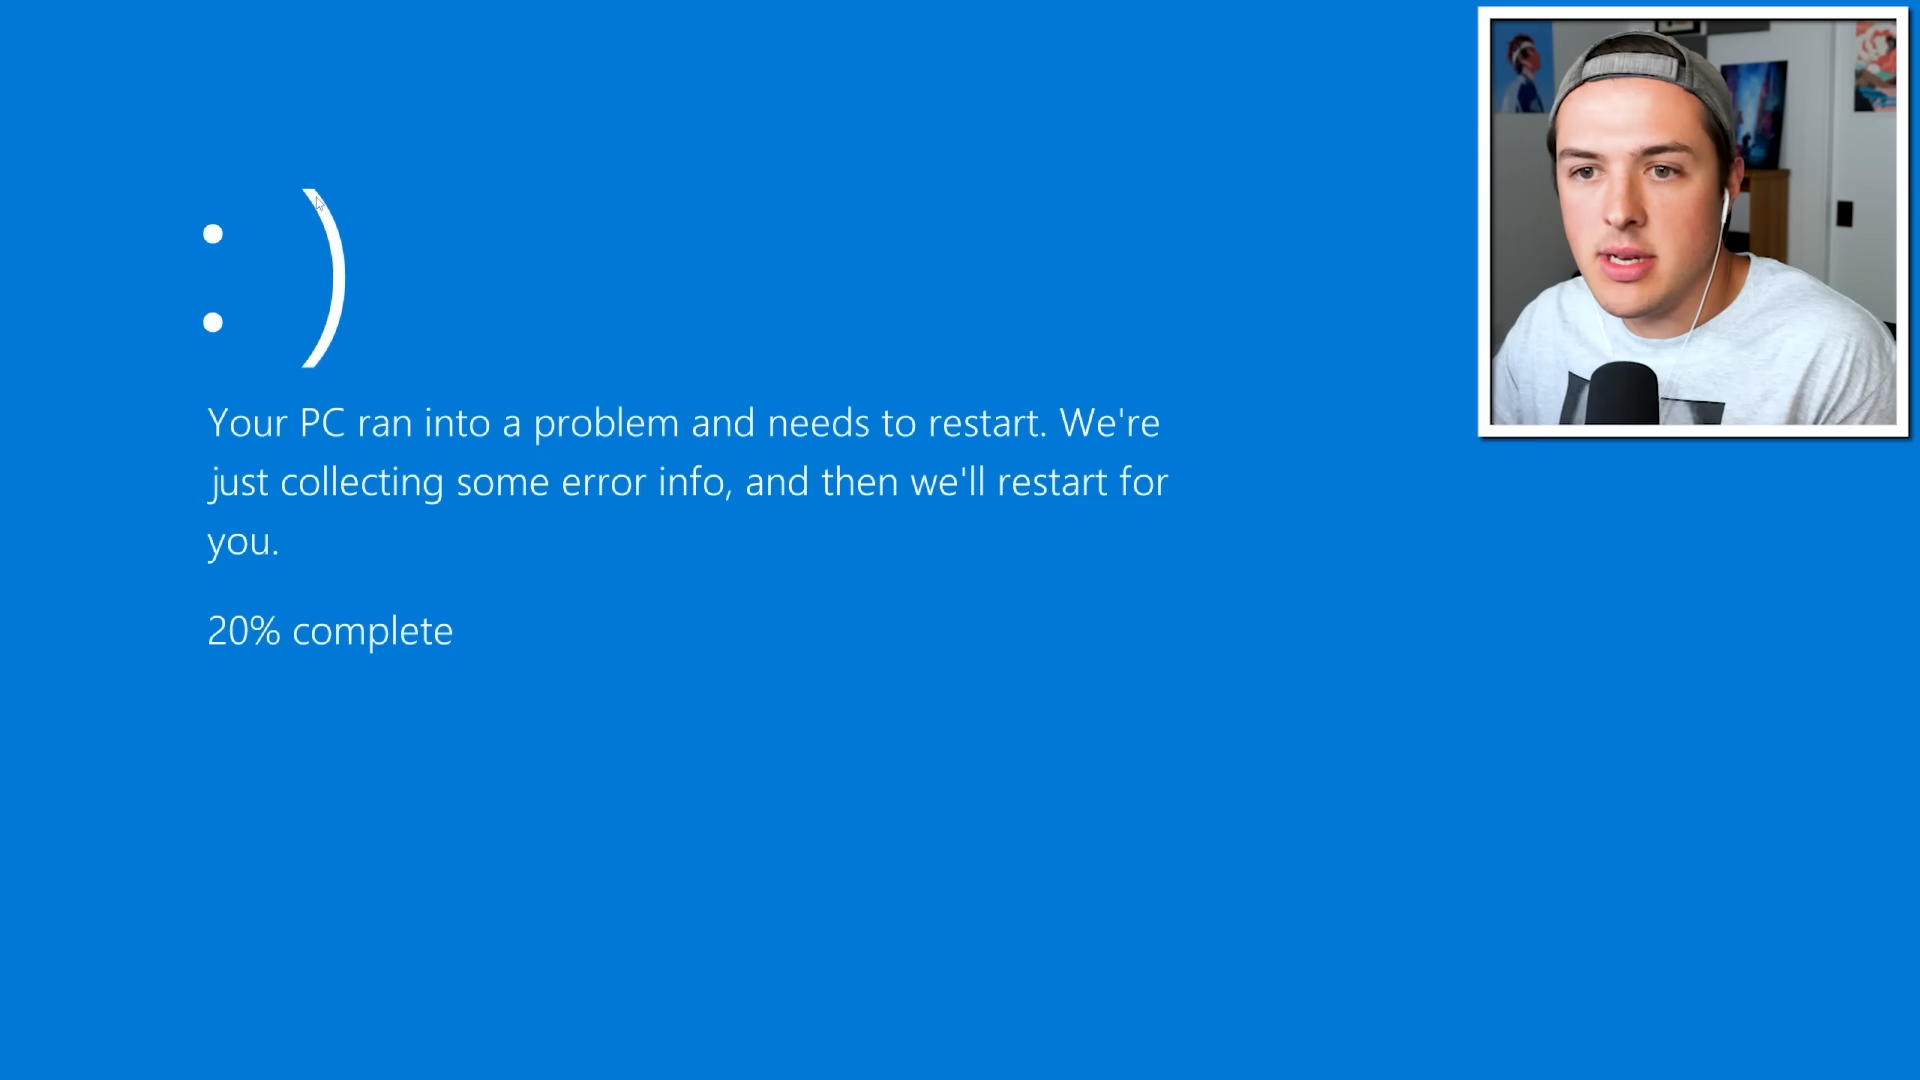 :)
Your PC ran into a problem and needs to restart. We're
just collecting some error info, and then we'll restart for
you.
20% complete